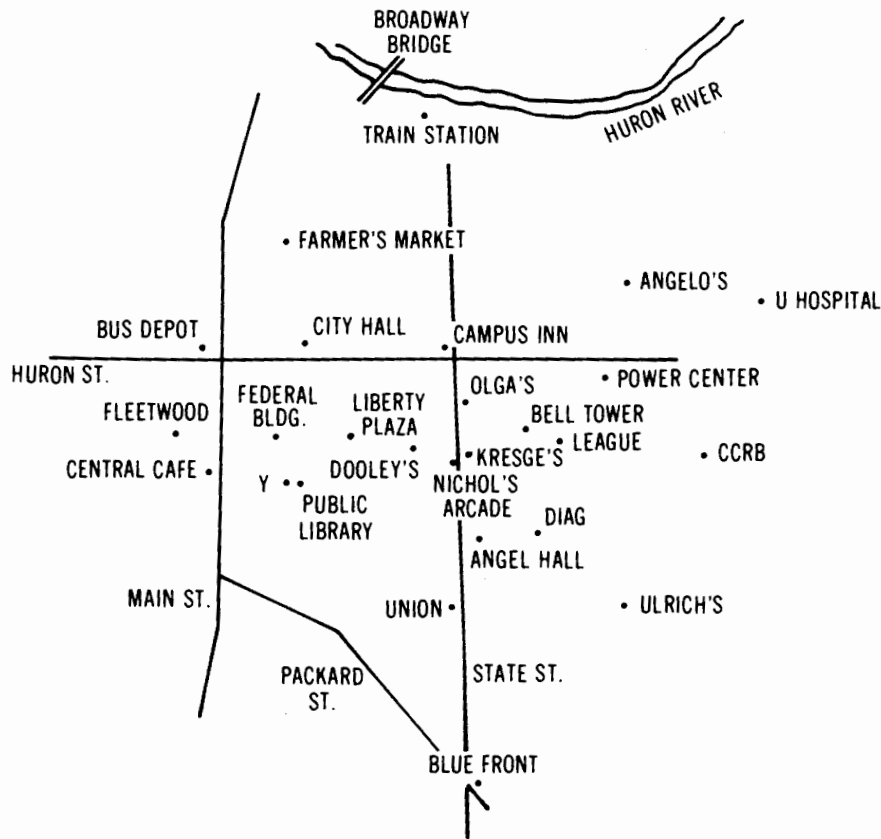 BROADWAY
BRIDGE
HURON RIVER
TRAIN STATION
FARMER'S MARKET
ANGELO'S
U HOSPITAL
BUS DEPOT
CITY HALL
CAMPUS INN
HURON ST.
POWER CENTER
OLGA'S
FLEETWOOD
FEDERAL
BLDG.
LIBERTY
PLAZA
BELL TOWER
LEAGUE
CENTRAL CAFE
Y
PUBLIC
LIBRARY
DOOLEY'S
KRESGE'S
CCRB
NICHOL'S
ARCADE
DIAG
ANGEL HALL
MAIN ST.
UNION
ULRICH'S
PACKARD
ST.
STATE ST.
BLUE FRONT